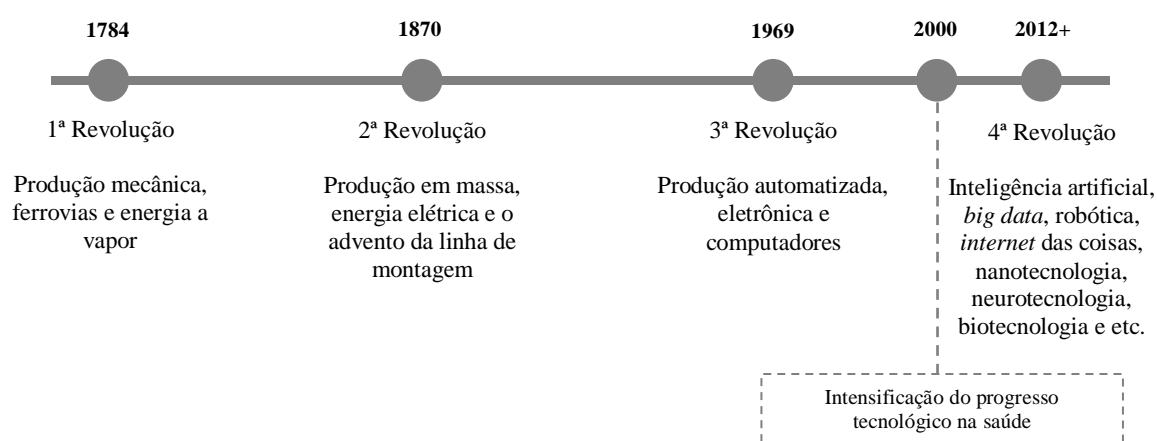 1784
1870
1969
2000
2012+
1ª Revolução
2ª Revolução
3ª Revolução
4ª Revolução
Produção mecânica,
ferrovias e energia a
vapor
Produção em massa,
energia elétrica e o
advento da linha de
montagem
Produção automatizada,
eletrônica e
computadores
Inteligência artificial,
big data, robótica,
internet das coisas,
nanotecnologia,
neurotecnologia,
biotecnologia e etc.
Intensificação do progresso
tecnológico na saúde